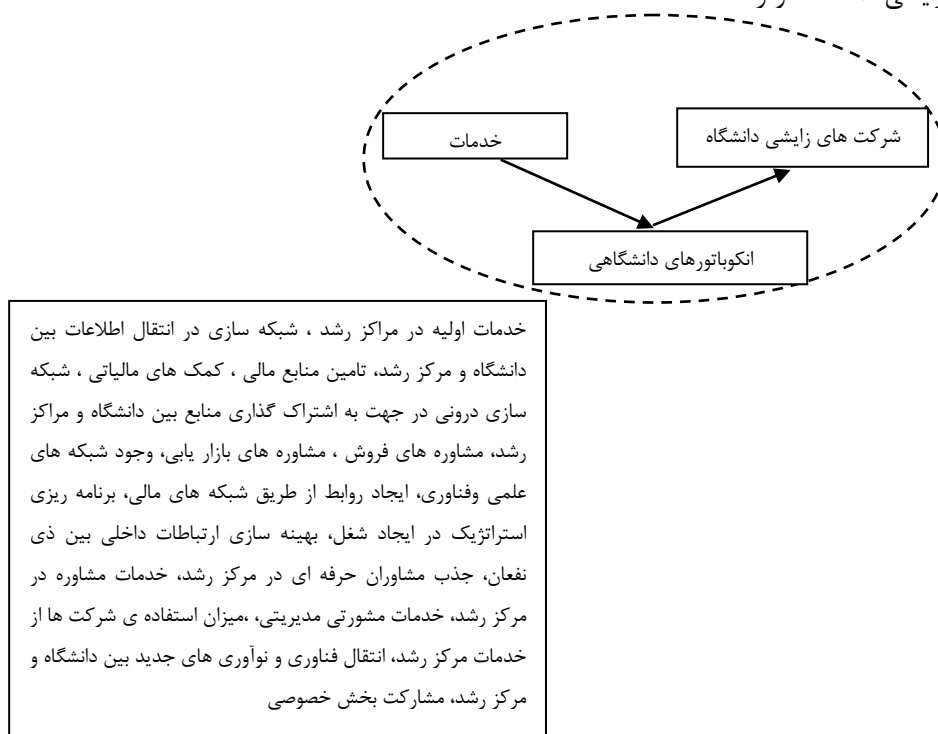 شرکت های زایشی دانشگاه
خدمات
انکوباتورهای دانشگاهی
خدمات اولیه در مراکز رشد ، شبکه سازی در انتقال اطلاعات بین
دانشگاه و مرکز رشد، تامین منابع مالی ، کمک های مالیاتی ، شبکه
سازی درونی در جهت به اشتراک گذاری منابع بین دانشگاه و مراکز
رشد، مشاوره های فروش ، مشاوره های بازار یابی، وجود شبکه های
علمی وفناوری، ایجاد روابط از طریق شبکه های مالی، برنامه ریزی
استراتژیک در ایجاد شغل، بهینه سازی ارتباطات داخلی بین ذی
نفعان، جذب مشاوران حرفه ای در مرکز رشد، خدمات مشاوره در
مرکز رشد، خدمات مشورتی مدیریتی، ،میزان استفاده ی شرکت ها از
خدمات مرکز رشد، انتقال فناوری و نوآوری های جدید بین دانشگاه و
مرکز رشد، مشارکت بخش خصوصی